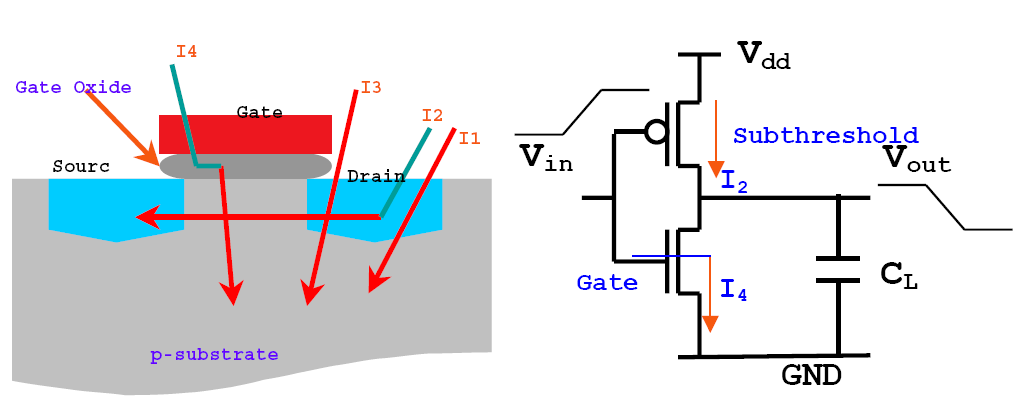 I4
Gate Oxide
I3
Gate
I2
I1
Sourc
Drain
p-substrate
Vdd
Vin
Subthreshold
I2
Vout
Gate
I4
CL
GND